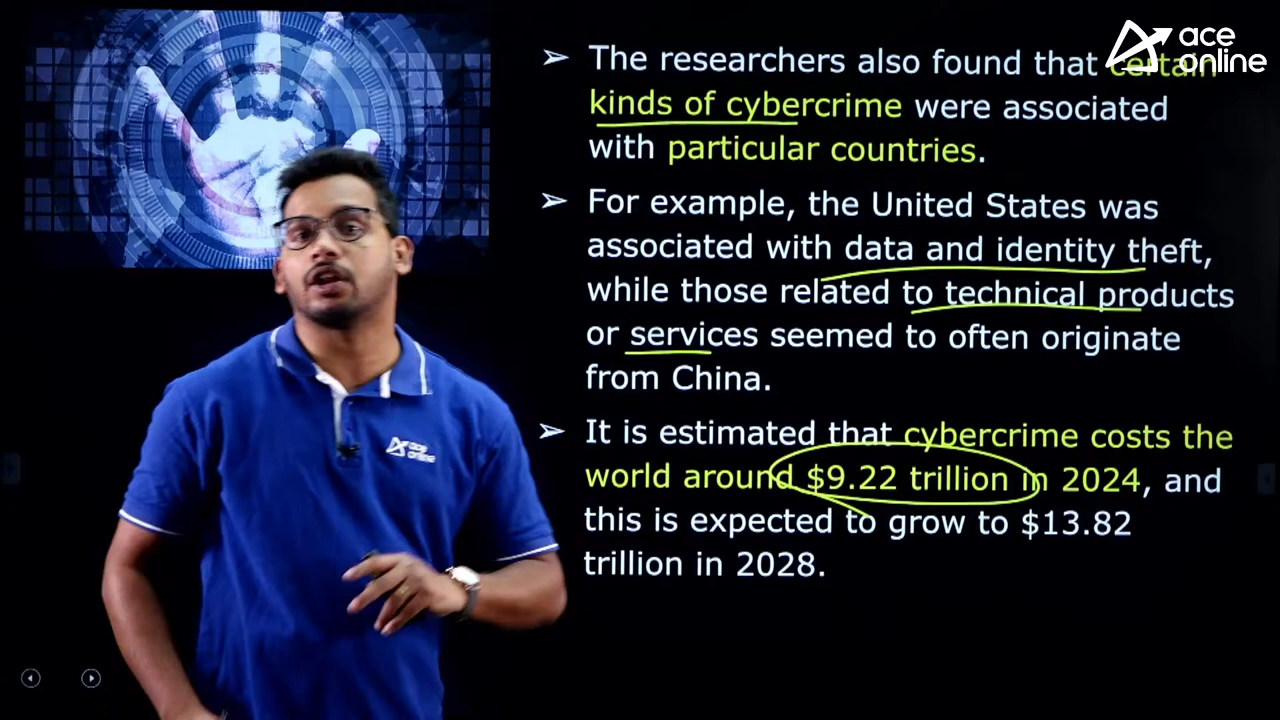 ace
online
➢ The researchers also found that certain
kinds of cybercrime were associated
with particular countries.
➢ For example, the United States was
associated with data and identity theft,
while those related to technical products
or services seemed to often originate
from China.
➢ It is estimated that cybercrime costs the
world around $9.22 trillion in 2024, and
this is expected to grow to $13.82
trillion in 2028.
ace
online